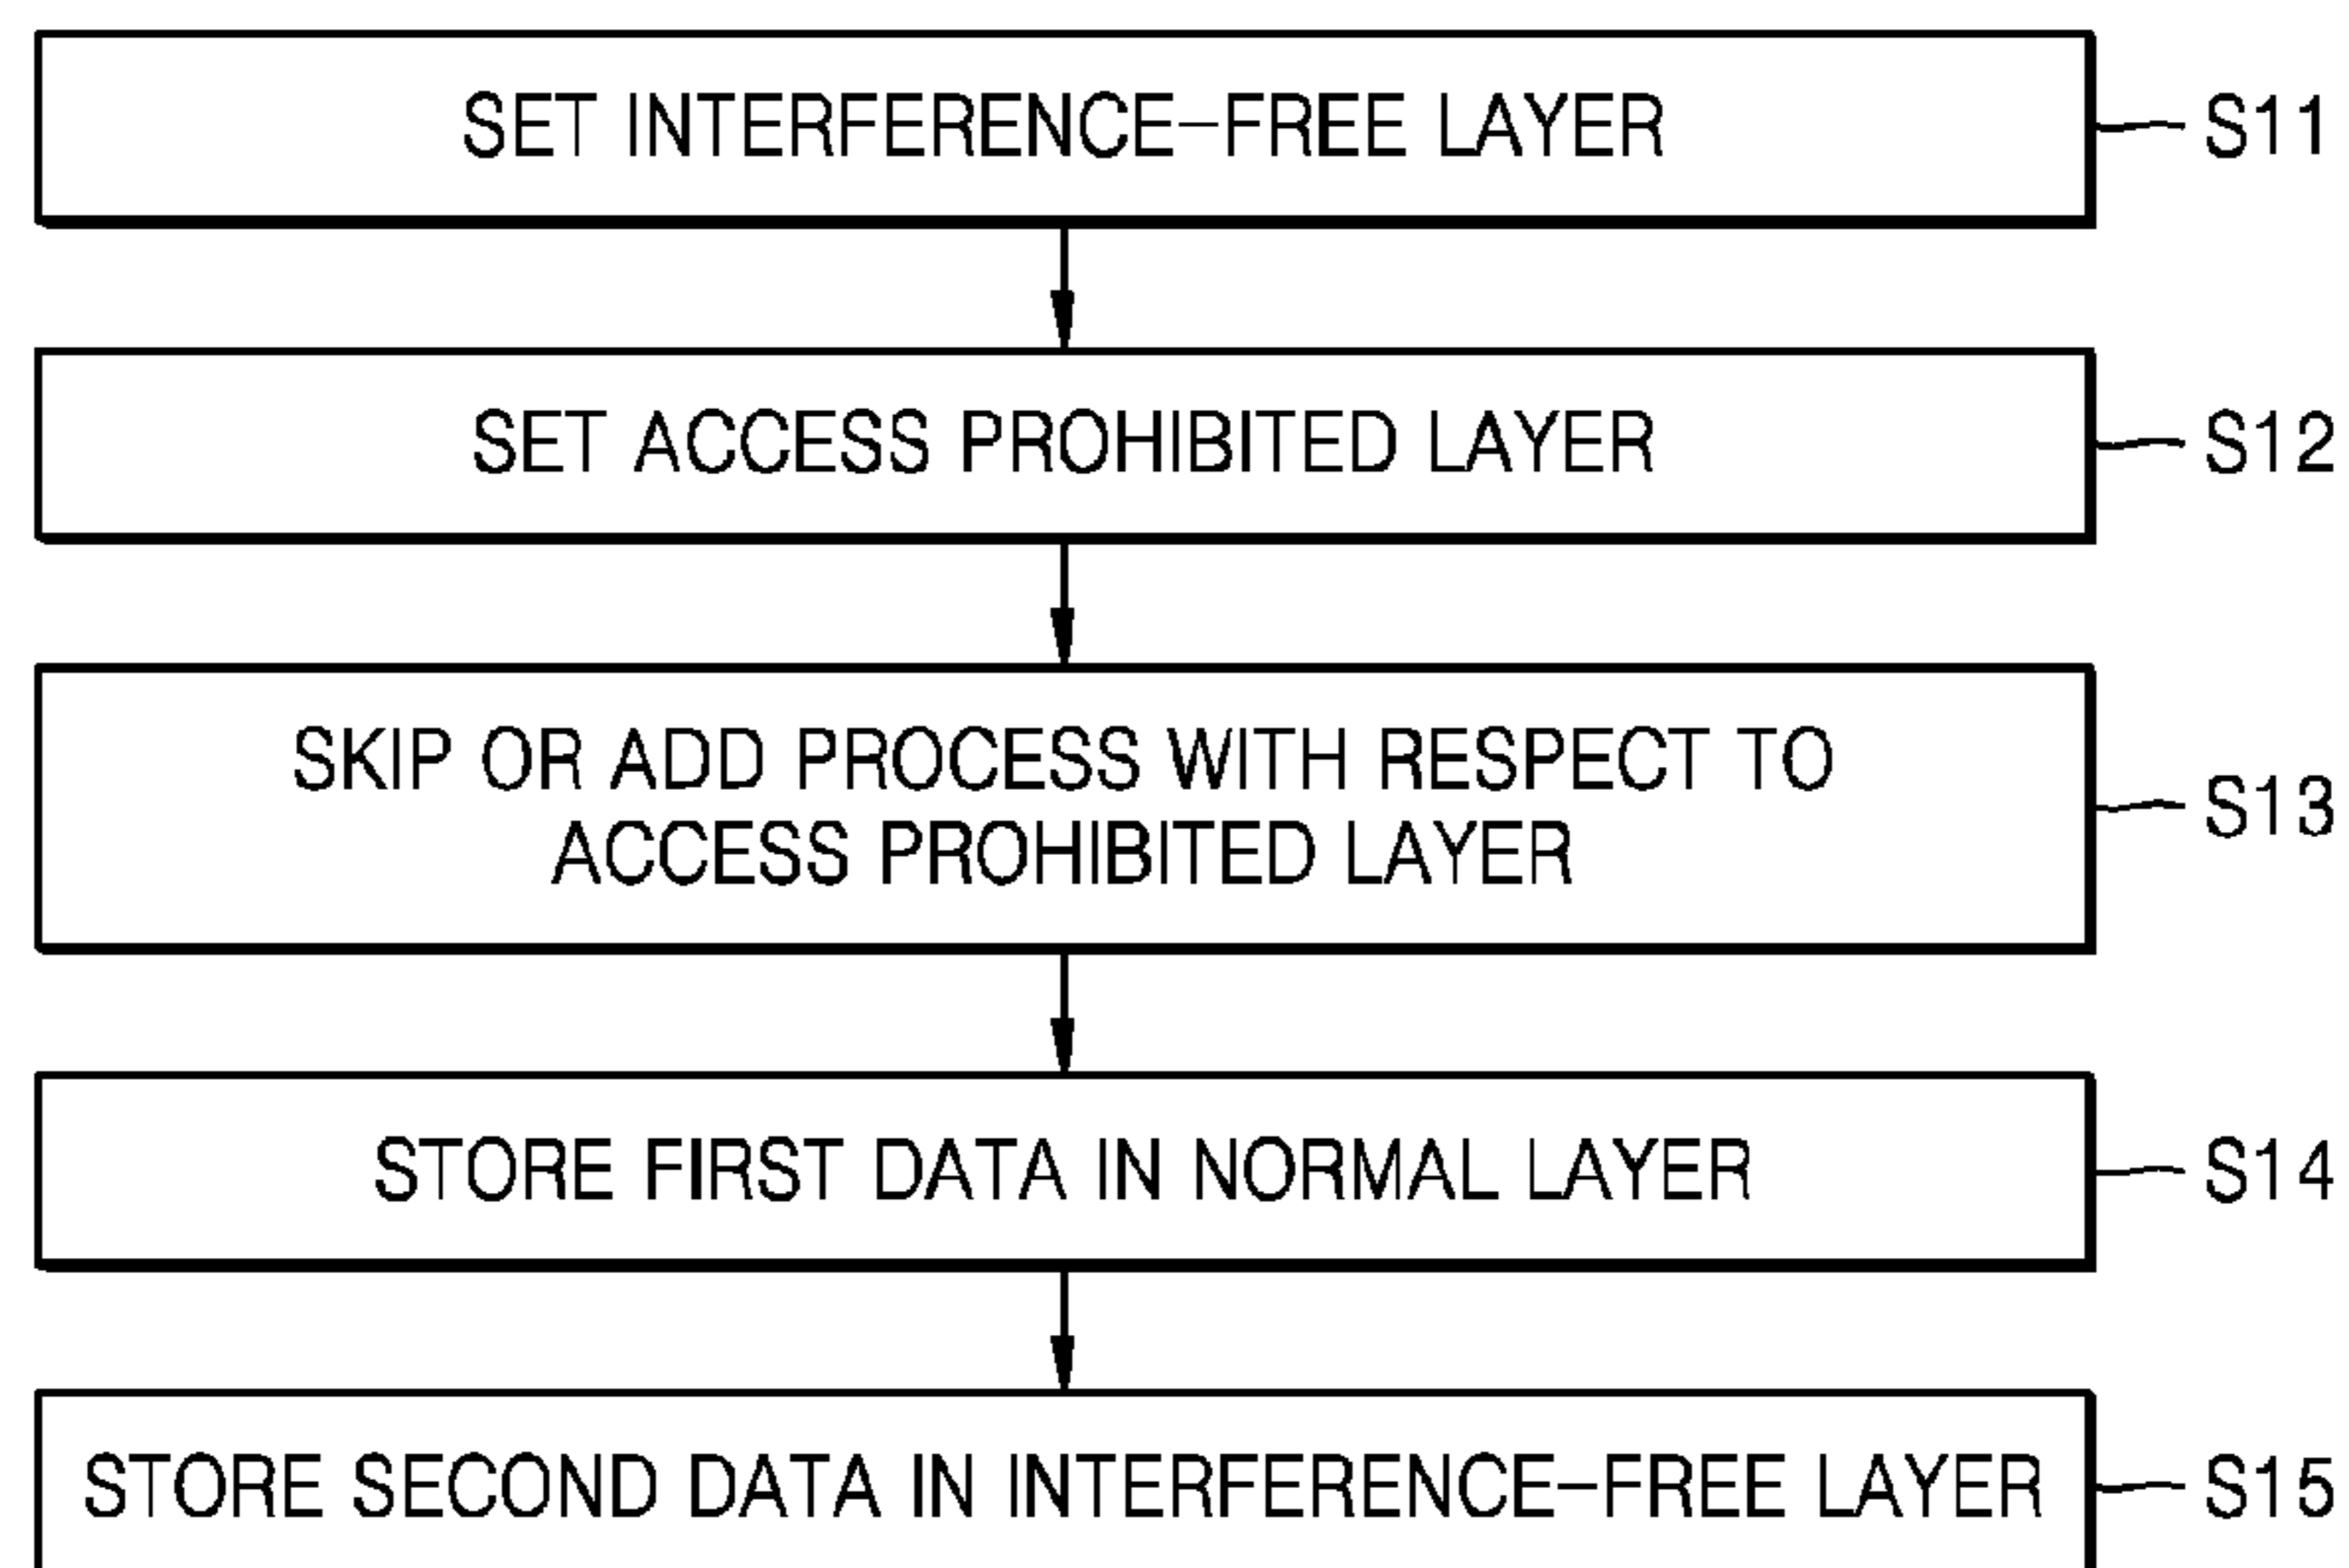 SET INTERFERENCE-FREE LAYER
S11
SET ACCESS PROHIBITED LAYER
S12
SKIP OR ADD PROCESS WITH RESPECT TO
ACCESS PROHIBITED LAYER
S13
STORE FIRST DATA IN NORMAL LAYER
S14
STORE SECOND DATA IN INTERFERENCE-FREE LAYER
S15